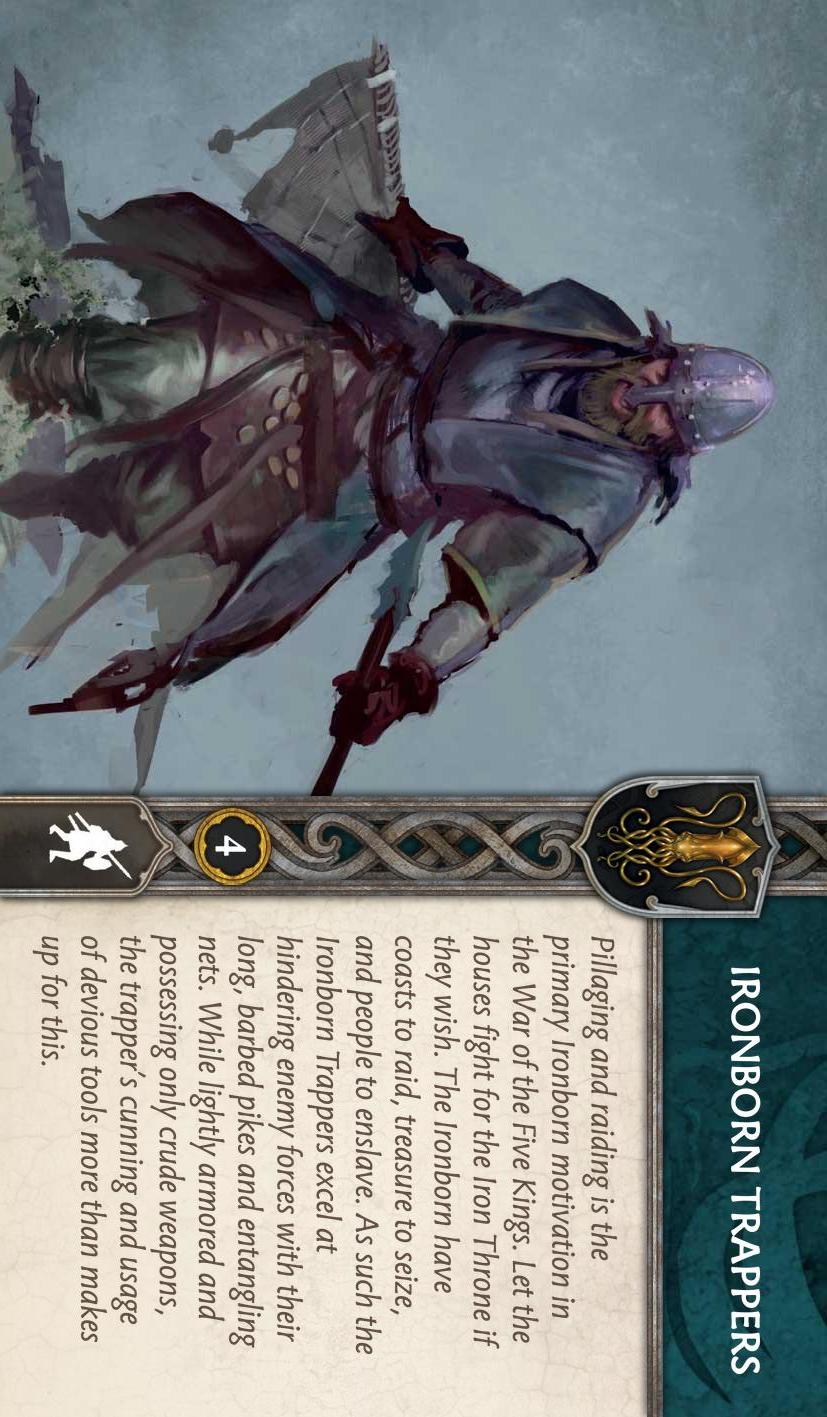 IRONBORN TRAPPERS
Pillaging and raiding is the
primary Ironborn motivation in
the War of the Five Kings. Let the
houses fight for the Iron Throne if
they wish. The Ironborn have
coasts to raid, treasure to seize,
and people to enslave. As such the
Ironborn Trappers excel at
hindering enemy forces with their
long, barbed pikes and entangling
nets. While lightly armored and
possessing only crude weapons,
the trapper's cunning and usage
of devious tools more than makes
up for this.
4